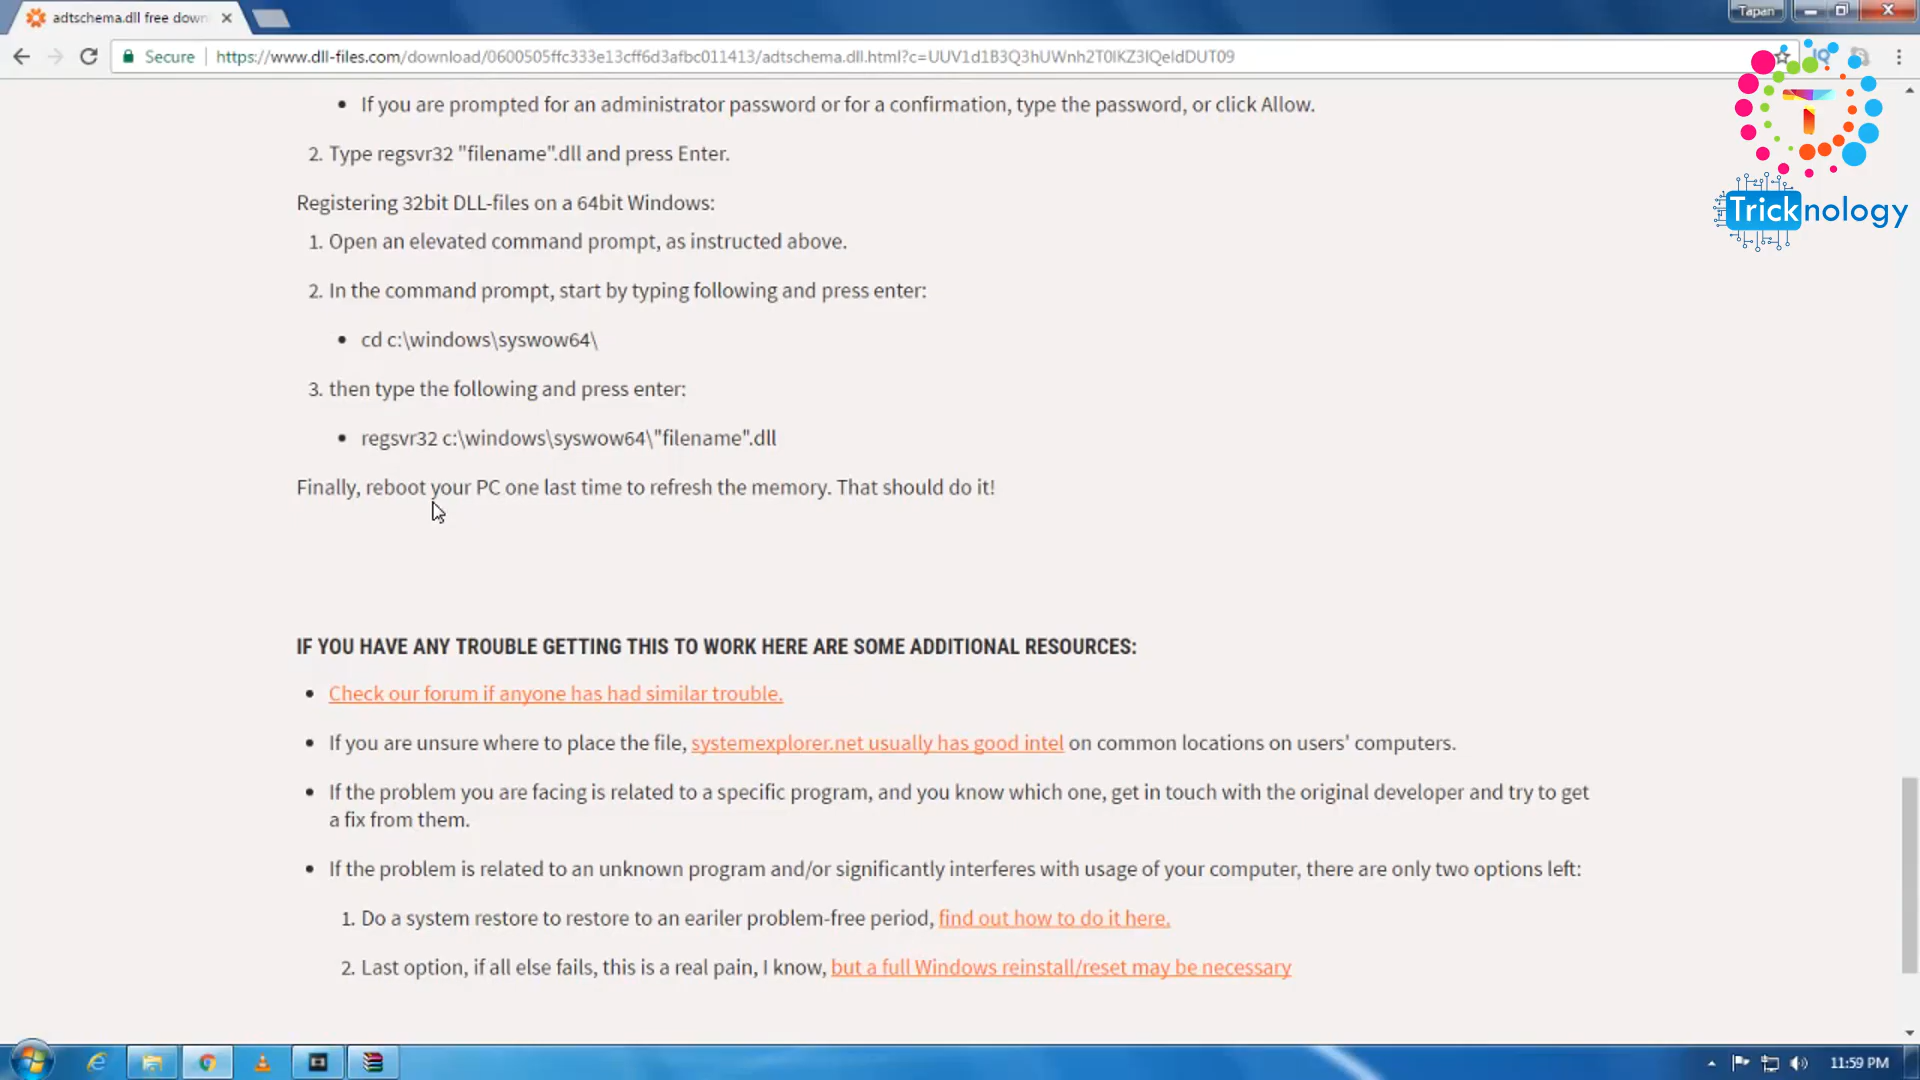 adtschema.dll free down
Tapan
Secure
https://www.dll-files.com/download/0600505ffc333e13cff6d3afbc011413/adtschema.dll.html?c=UUV1d1B3Q3hUWnh2T0lKZ3lQeldDUT09
If you are prompted for an administrator password or for a confirmation, type the password, or click Allow.
2. Type regsvr32 "filename".dll and press Enter.
Registering 32bit DLL-files on a 64bit Windows:
1. Open an elevated command prompt, as instructed above.
2. In the command prompt, start by typing following and press enter:
cd c:\windows\syswow64\
3. then type the following and press enter:
regsvr32 c:\windows\syswow64\"filename".dll
Finally, reboot your PC one last time to refresh the memory. That should do it!
IF YOU HAVE ANY TROUBLE GETTING THIS TO WORK HERE ARE SOME ADDITIONAL RESOURCES:
Check our forum if anyone has had similar trouble.
If you are unsure where to place the file, systemexplorer.net usually has good intel on common locations on users' computers.
If the problem you are facing is related to a specific program, and you know which one, get in touch with the original developer and try to get
a fix from them.
If the problem is related to an unknown program and/or significantly interferes with usage of your computer, there are only two options left:
1. Do a system restore to restore to an eariler problem-free period, find out how to do it here.
2. Last option, if all else fails, this is a real pain, I know, but a full Windows reinstall/reset may be necessary
T
Tricknology
11:59 PM